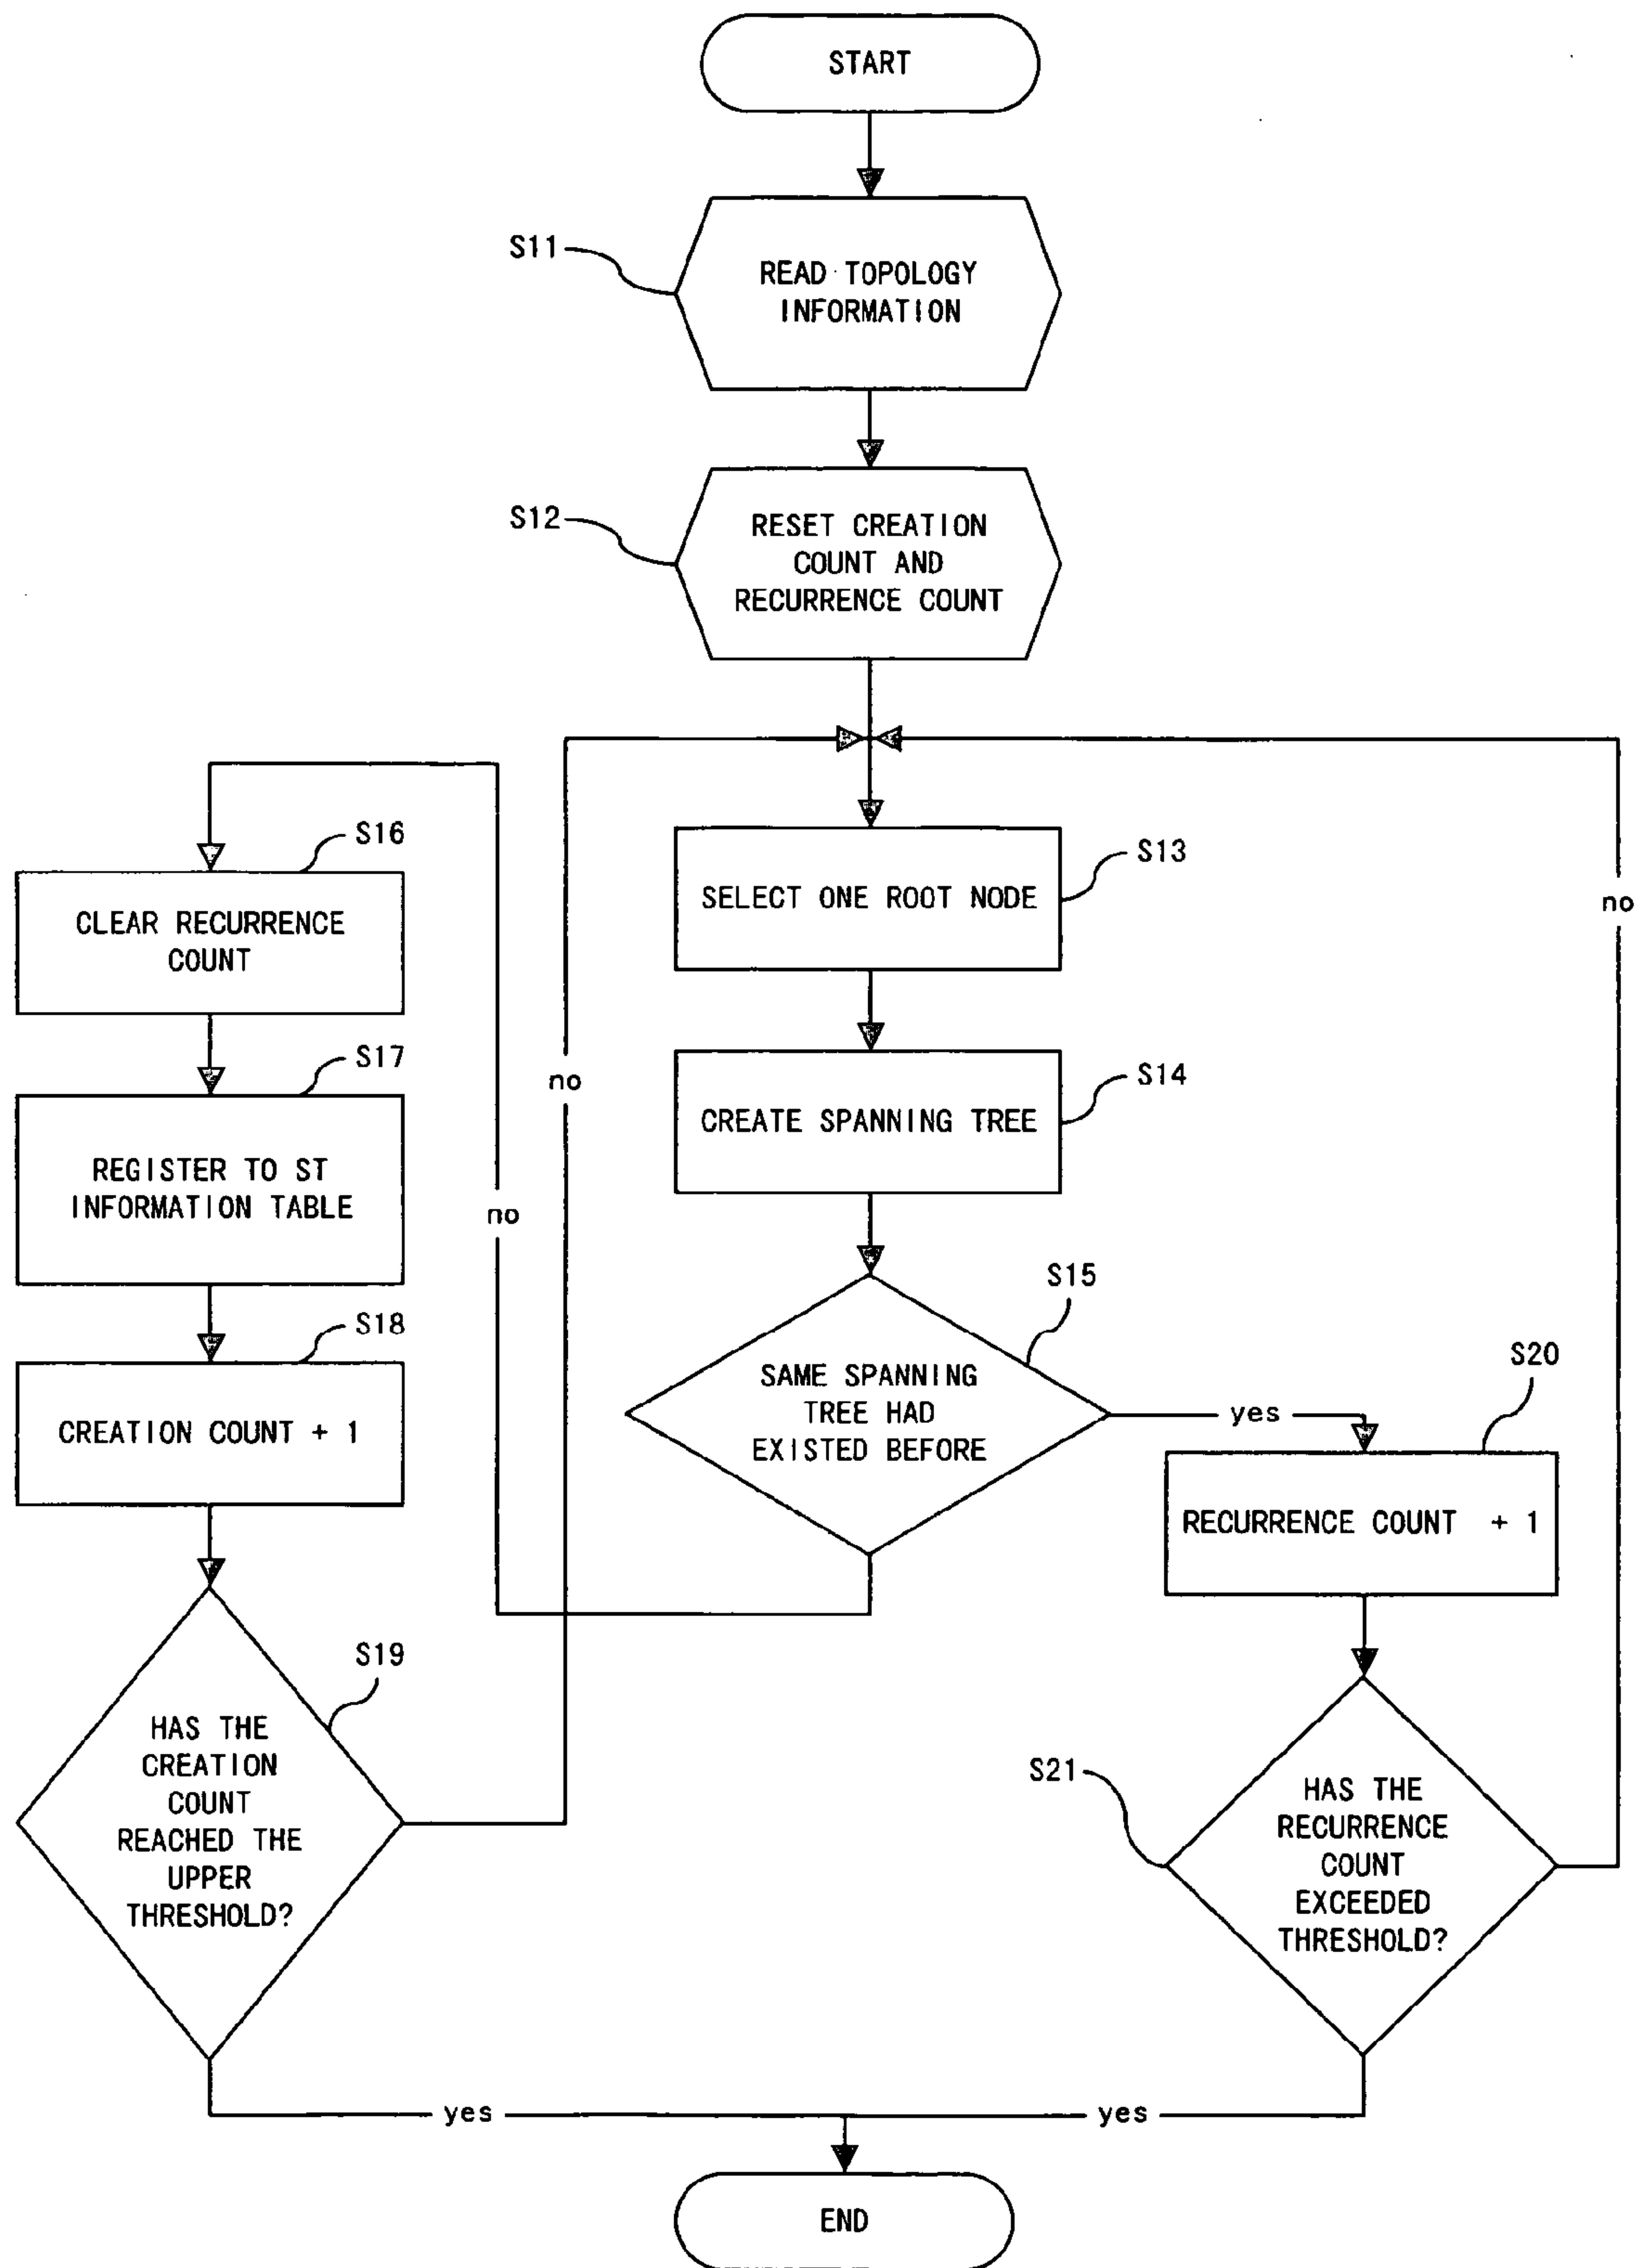 START
S11
READ TOPOLOGY
INFORMATION
S12
RESET CREATION
COUNT AND
RECURRENCE COUNT
S16
CLEAR RECURRENCE
COUNT
S13
SELECT ONE ROOT NODE
no
S17
REGISTER TO ST
INFORMATION TABLE
no
S14
CREATE SPANNING TREE
no
S18
CREATION COUNT + 1
S15
SAME SPANNING
TREE HAD
EXISTED BEFORE
yes
S20
RECURRENCE COUNT + 1
S19
HAS THE
CREATION
COUNT
REACHED THE
UPPER
THRESHOLD?
S21
HAS THE
RECURRENCE
COUNT
EXCEEDED
THRESHOLD?
yes
yes
END